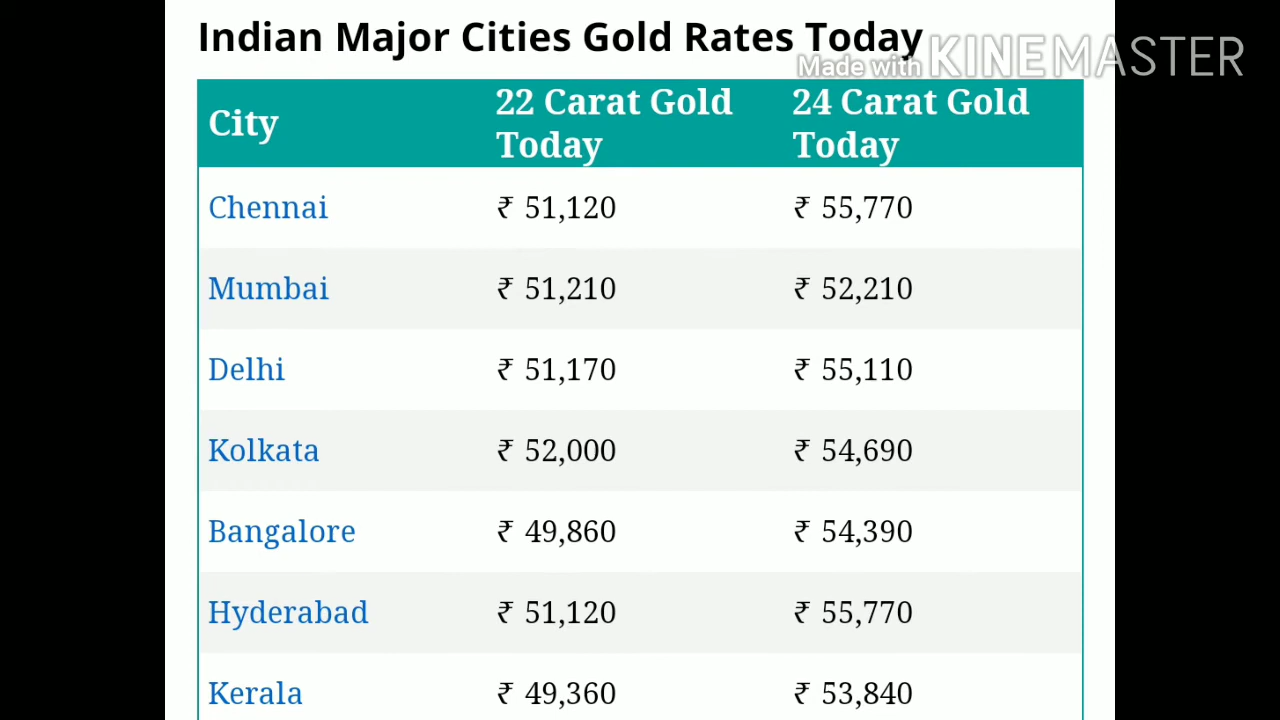 Indian Major Cities Gold Rates Today
Made with KINEMASTER
City 22 Carat Gold Today 24 Carat Gold Today
Chennai ₹ 51,120 ₹ 55,770
Mumbai ₹ 51,210 ₹ 52,210
Delhi ₹ 51,170 ₹ 55,110
Kolkata ₹ 52,000 ₹ 54,690
Bangalore ₹ 49,860 ₹ 54,390
Hyderabad ₹ 51,120 ₹ 55,770
Kerala ₹ 49,360 ₹ 53,840